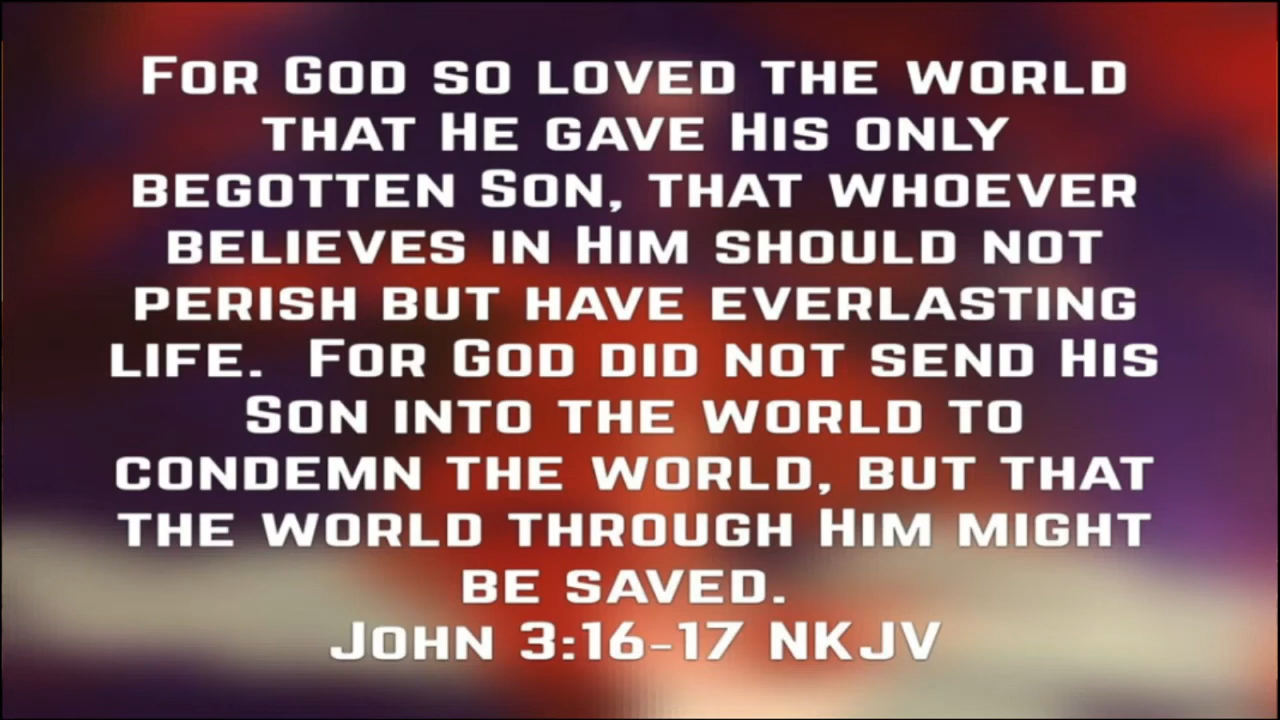 For God so loved the world
that He gave His only
begotten Son, that whoever
believes in Him should not
perish but have everlasting
life.  For God did not send His
Son into the world to
condemn the world, but that
the world through Him might
be saved.
John 3:16-17 NKJV